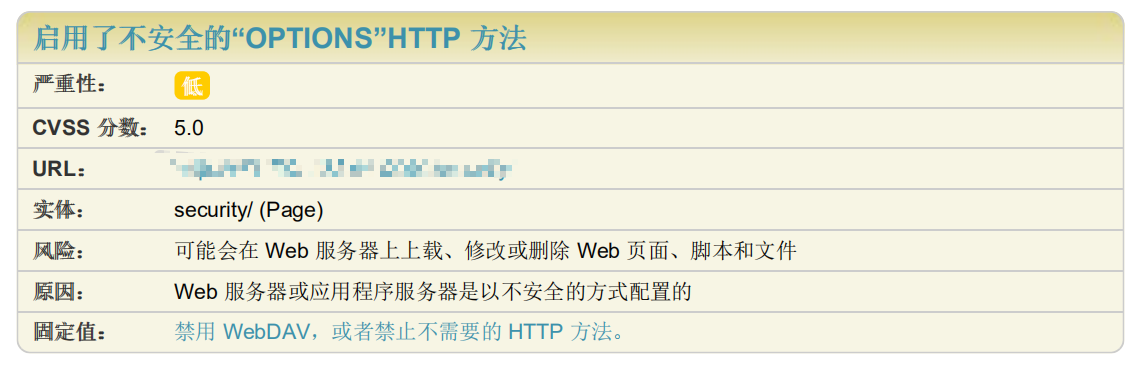 启用了不安全的“OPTIONS”HTTP 方法
严重性： 低
CVSS 分数： 5.0
URL：
实体： security/ (Page)
风险： 可能会在 Web 服务器上上载、修改或删除 Web 页面、脚本和文件
原因： Web 服务器或应用程序服务器是以不安全的方式配置的
固定值： 禁用 WebDAV，或者禁止不需要的 HTTP 方法。